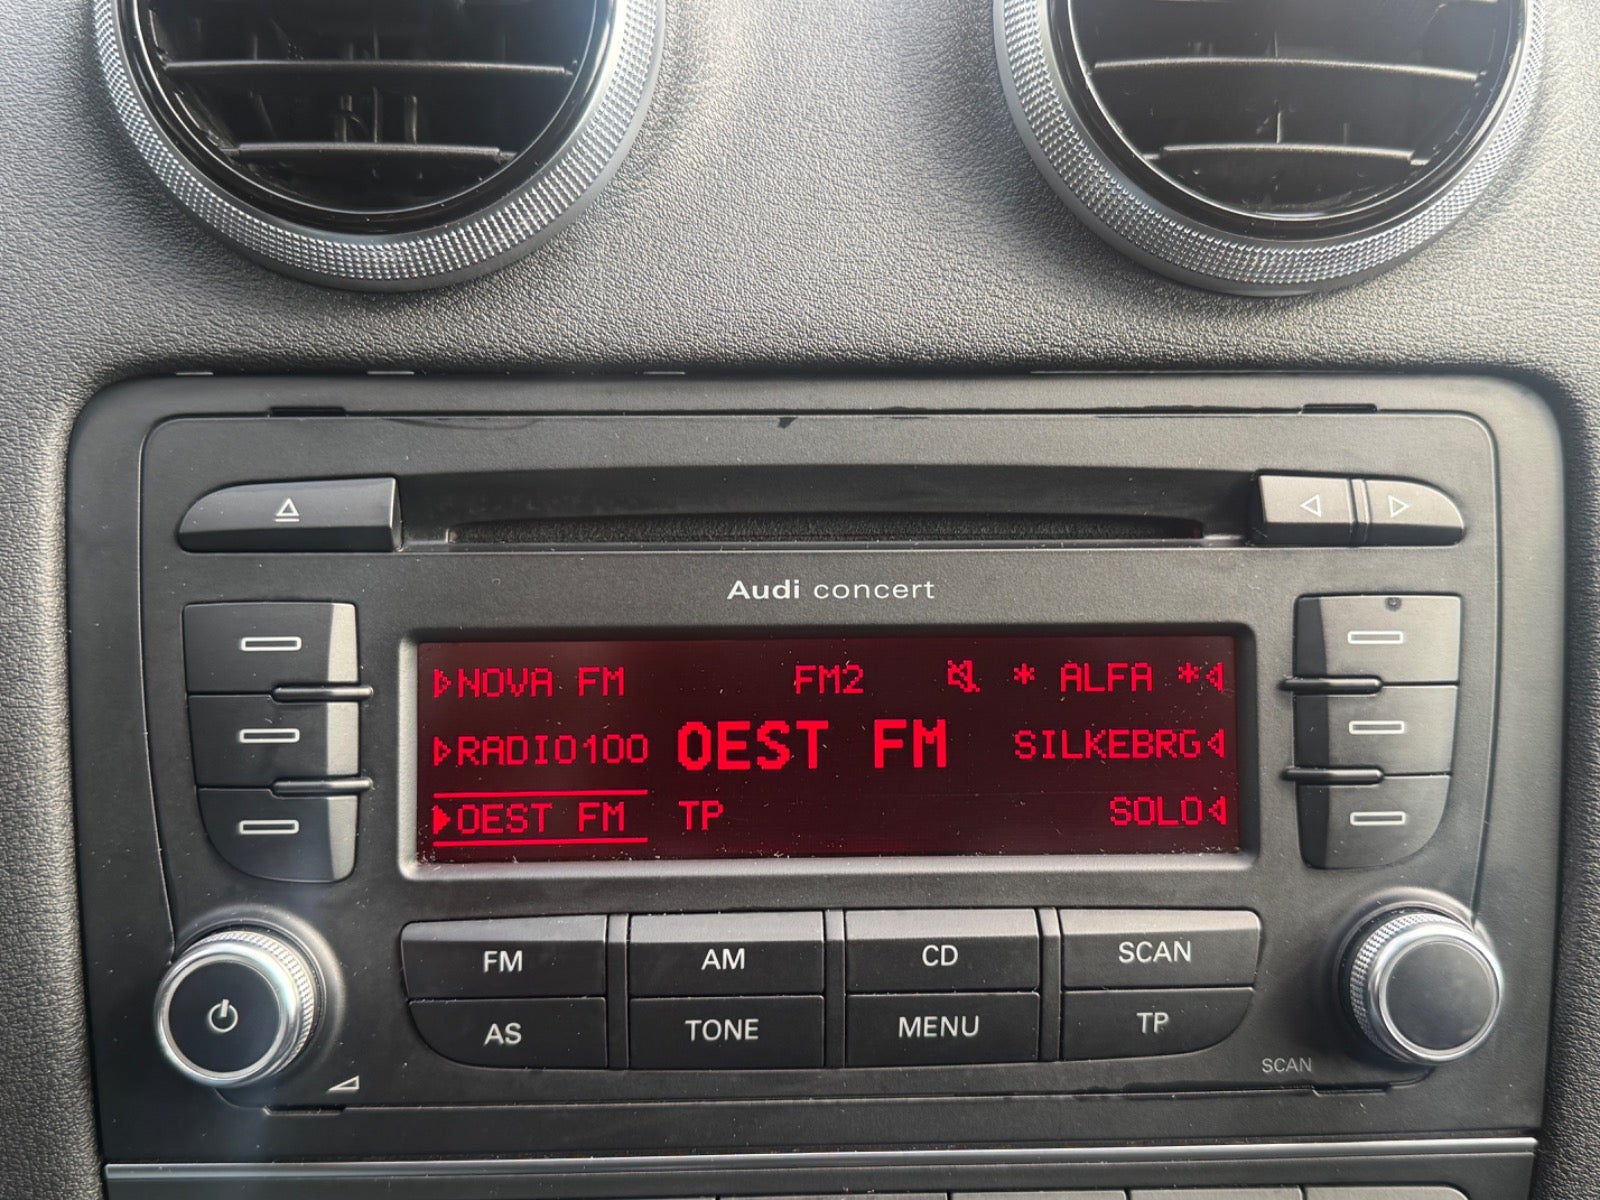 Audi concert
NOVA FM FM2 * ALFA *
RADIO100 OEST FM SILKEBRG
OEST FM TP SOLO
FM AM CD SCAN
AS TONE MENU TP
SCAN